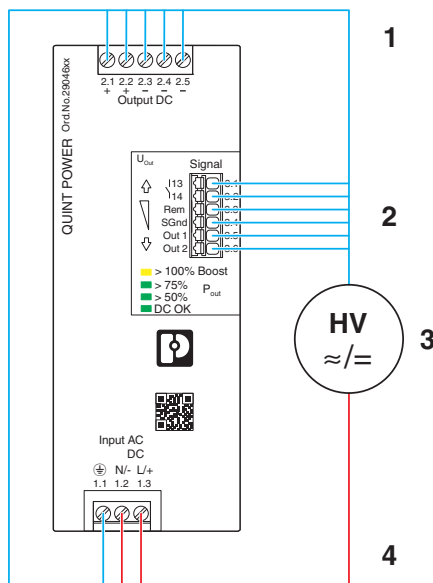 1
2.1 2.2 2.3 2.4 2.5
+ + − − −
Output DC
QUINT POWER Ord.No.29046xx
UOut
Signal
13
14
Rem
SGnd
Out 1
Out 2
2
> 100% Boost
> 75%
> 50%
DC OK
Pout
HV
≈/=
3
Input AC
DC
N/- L/+
1.1 1.2 1.3
4